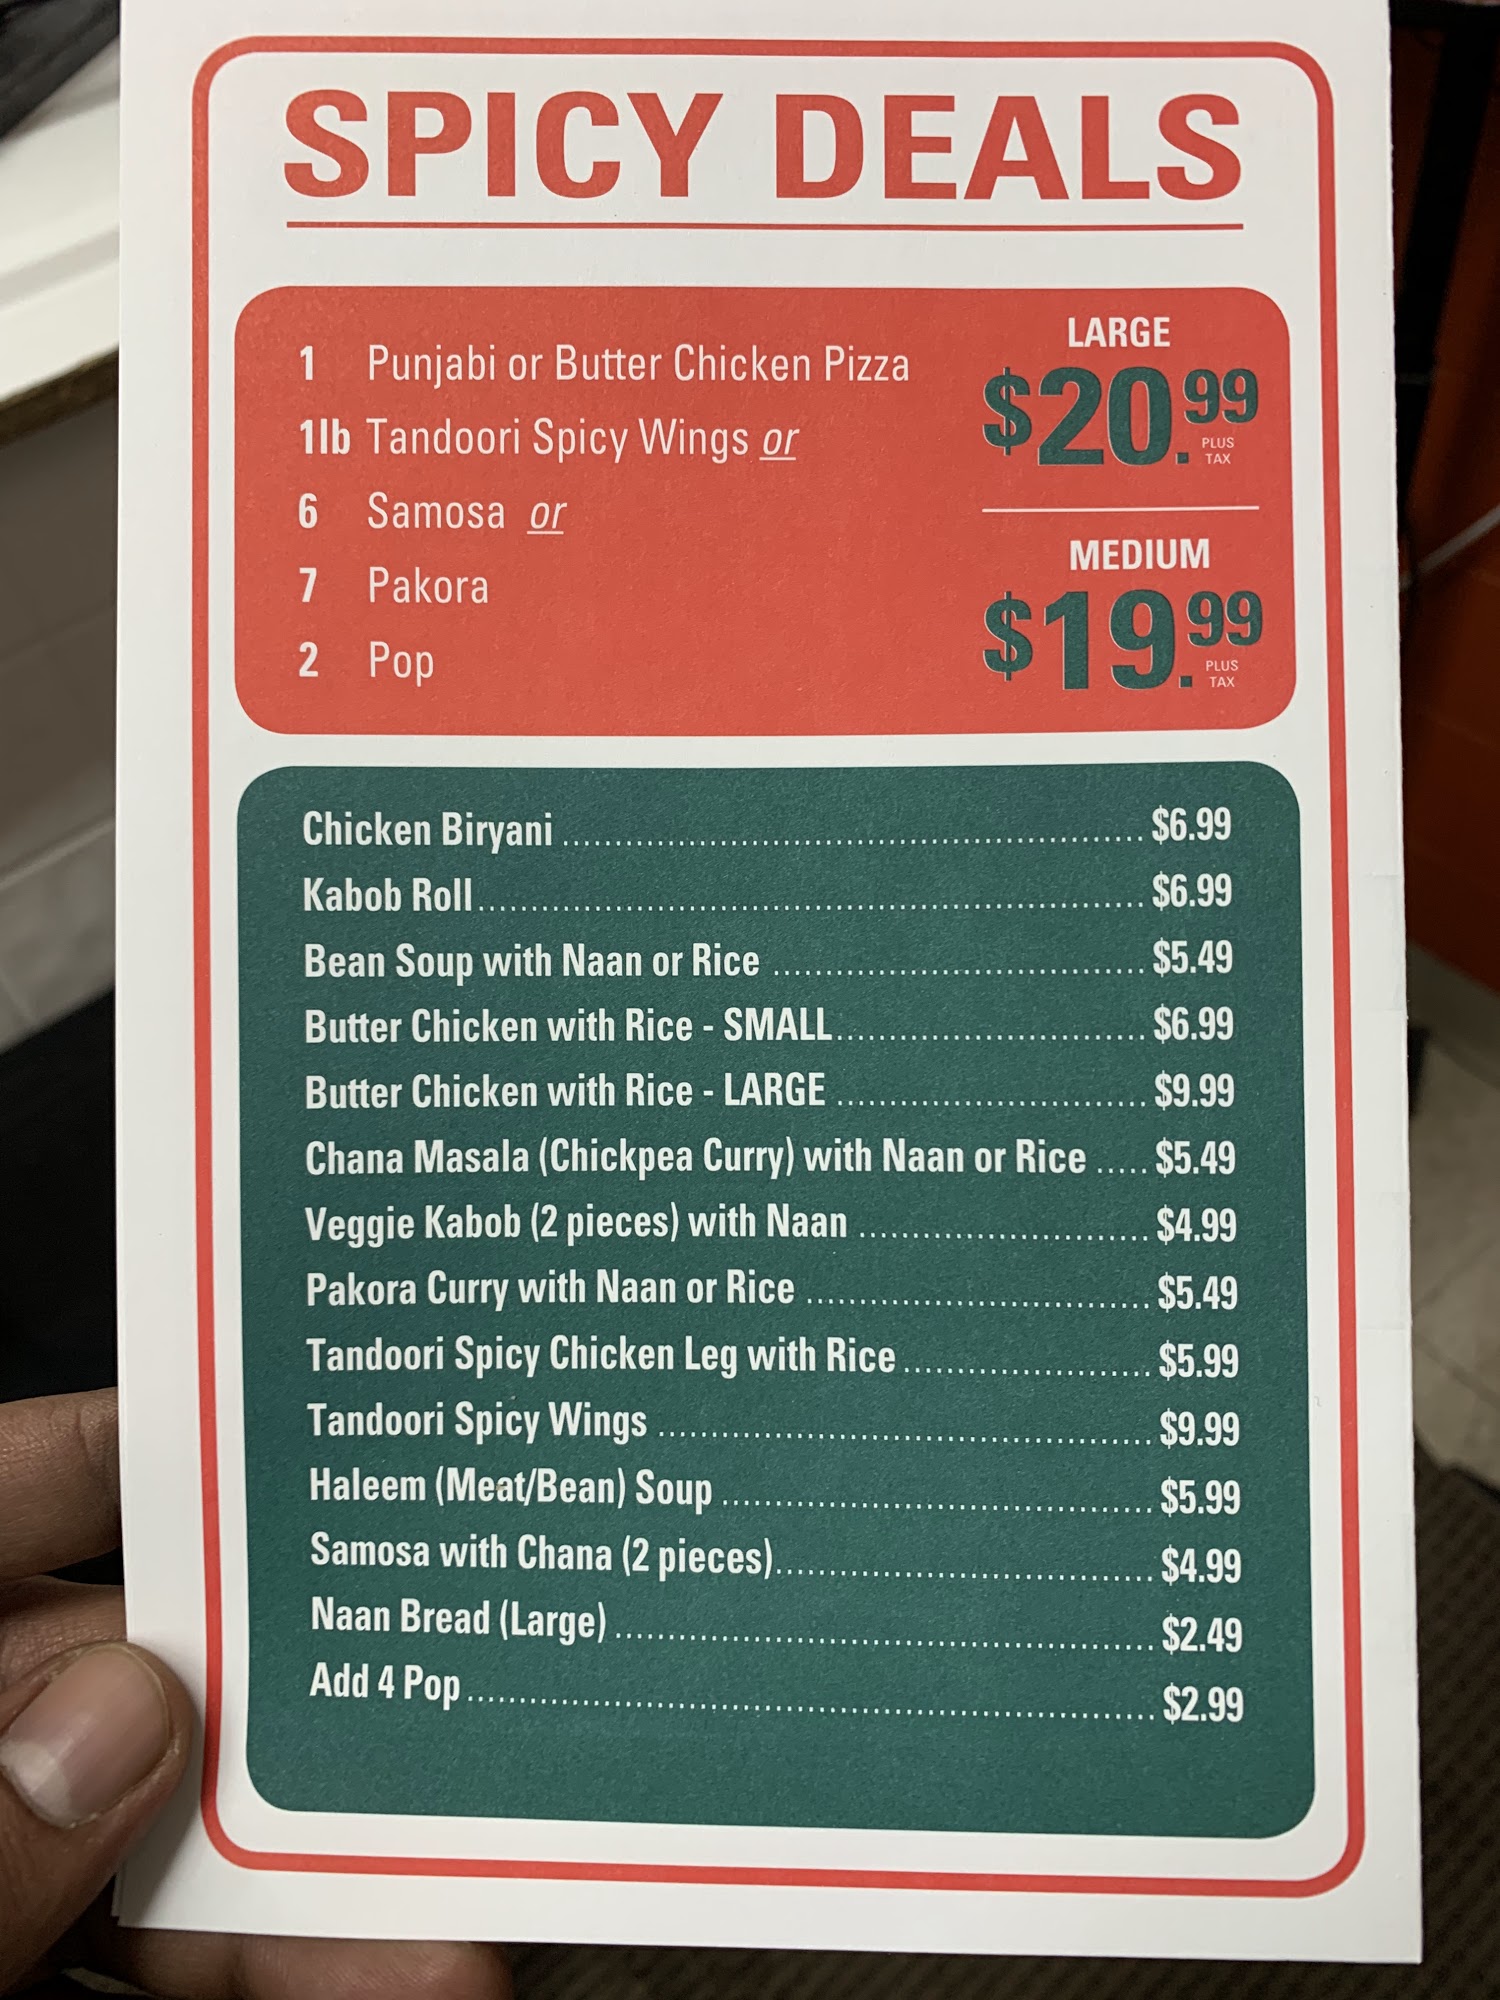 SPICY DEALS
1 Punjabi or Butter Chicken Pizza
1lb Tandoori Spicy Wings or
6 Samosa or
7 Pakora
2 Pop
LARGE
$20.99
PLUS
TAX
MEDIUM
$19.99
PLUS
TAX
Chicken Biryani ........................................................ $6.99
Kabob Roll ................................................................ $6.99
Bean Soup with Naan or Rice .................................... $5.49
Butter Chicken with Rice - SMALL .............................. $6.99
Butter Chicken with Rice - LARGE .............................. $9.99
Chana Masala (Chickpea Curry) with Naan or Rice ..... $5.49
Veggie Kabob (2 pieces) with Naan ............................ $4.99
Pakora Curry with Naan or Rice ................................. $5.49
Tandoori Spicy Chicken Leg with Rice ........................ $5.99
Tandoori Spicy Wings ................................................ $9.99
Haleem (Meat/Bean) Soup ......................................... $5.99
Samosa with Chana (2 pieces) .................................... $4.99
Naan Bread (Large) .................................................... $2.49
Add 4 Pop .................................................................. $2.99